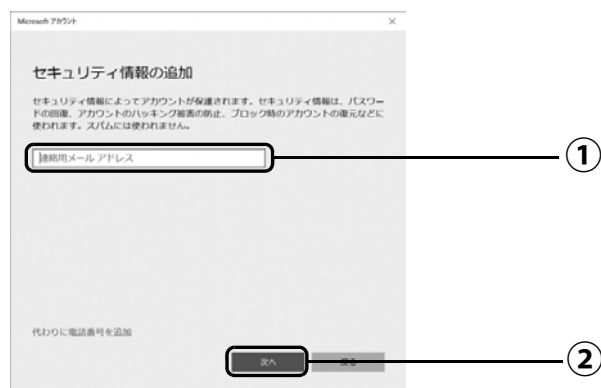 Microsoft アカウント
セキュリティ情報の追加
セキュリティ情報によってアカウントが保護されます。セキュリティ情報は、パスワー
ドの回復、アカウントのハッキング被害の防止、ブロック時のアカウントの復元などに
使われます。スパムには使われません。
連絡用メール アドレス
①
代わりに電話番号を追加
次へ
戻る
②